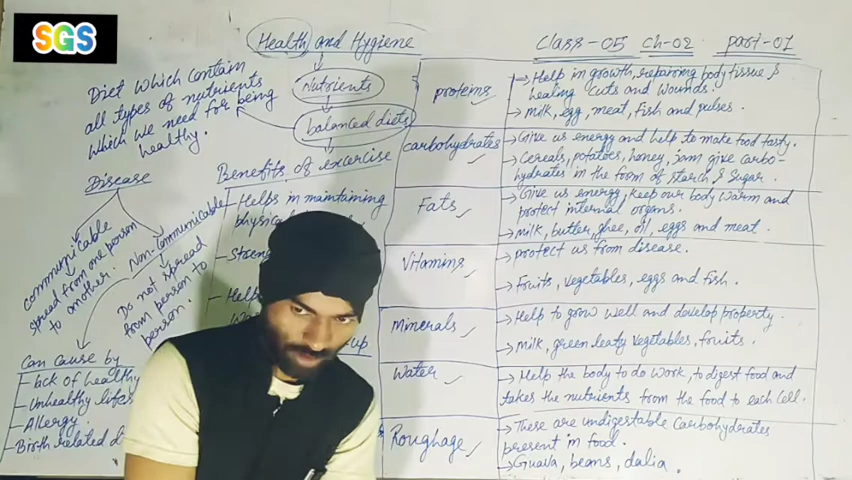 SGS
Health and Hygiene
Class-05 Ch-02 part-01
Diet which contain
all types of nutrients
which we need for being
healthy.
Nutrients
balanced diets
Disease
communicable
spread from one person
to another.
Non-Communicable
Do not spread
from person to
person.
Can cause by
Lack of healthy
Unhealthy
Allergy.
Birth related
Benefits of excercise
Helps in maintaining
up
proteins
Help in growth, repairing body tissue &
healing cuts and wounds.
Milk, egg, meat, fish and pulses.
carbohydrates
Give us energy and help to make food tasty.
Cereals, potatoes, honey, Jam give carbo-
hydrates in the form of starch, & sugar.
Fats
Give us energy, keep our body warm and
protect internal organs.
Milk, butter, ghee, oil, eggs and meat.
Vitamins
protect us from disease.
Fruits, vegetables, eggs and fish.
Minerals
Help to grow well and develop property.
Milk, green leafy vegetables, fruits.
Water
Help the body to do work, to digest food and
takes the nutrients from the food to each cell.
Roughage
These are undigestable Carbohydrates
present in food.
Guava, beans, dalia.